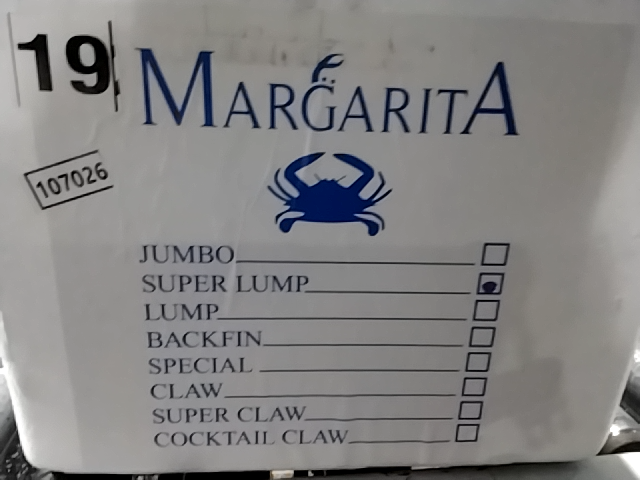 19
MARGARITA
107026
JUMBO
SUPER LUMP
LUMP
BACKFIN
SPECIAL
CLAW
SUPER CLAW
COCKTAIL CLAW